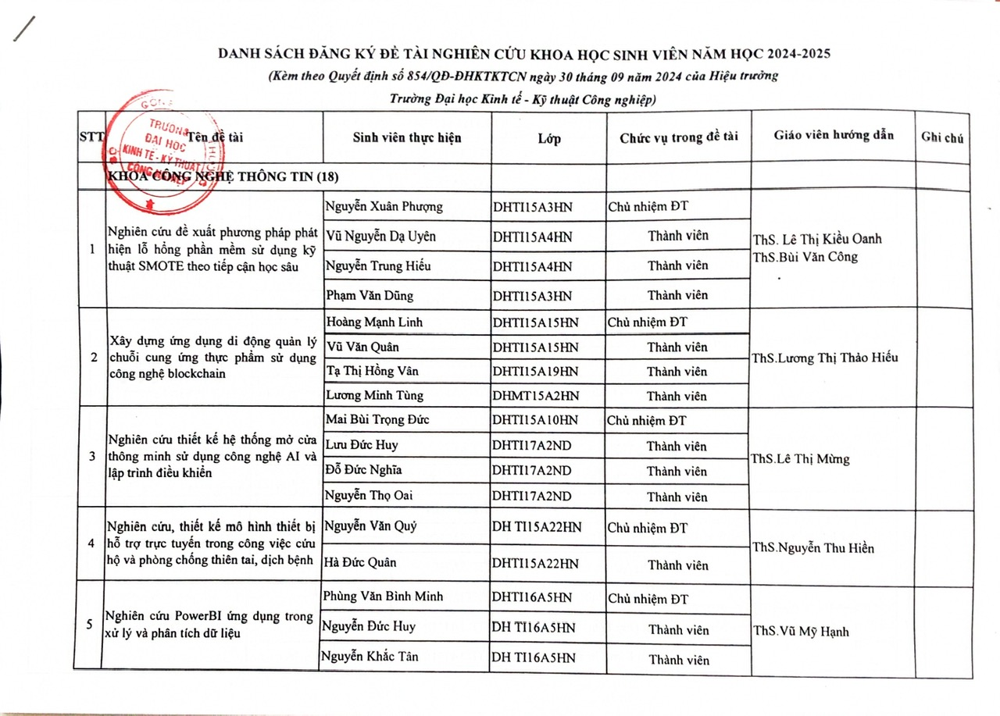 DANH SÁCH ĐĂNG KÝ ĐỀ TÀI NGHIÊN CỨU KHOA HỌC SINH VIÊN NĂM HỌC 2024-2025
(Kèm theo Quyết định số 854/QĐ-ĐHKTKTCN ngày 30 tháng 09 năm 2024 của Hiệu trưởng
Trường Đại học Kinh tế - Kỹ thuật Công nghiệp)
STT Tên đề tài Sinh viên thực hiện Lớp Chức vụ trong đề tài Giáo viên hướng dẫn Ghi chú
TRƯỜNG
ĐẠI HỌC
KINH TẾ - KỸ THUẬT
CÔNG NGHIỆP
KHOA CÔNG NGHỆ THÔNG TIN (18)
1
Nghiên cứu đề xuất phương pháp phát
hiện lỗ hổng phần mềm sử dụng kỹ
thuật SMOTE theo tiếp cận học sâu
Nguyễn Xuân Phượng DHTI15A3HN Chủ nhiệm ĐT
Vũ Nguyễn Dạ Uyên DHTI15A4HN Thành viên
Nguyễn Trung Hiếu DHTI15A4HN Thành viên
Phạm Văn Dũng DHTI15A3HN Thành viên
ThS. Lê Thị Kiều Oanh
ThS.Bùi Văn Công
2
Xây dựng ứng dụng di động quản lý
chuỗi cung ứng thực phẩm sử dụng
công nghệ blockchain
Hoàng Mạnh Linh DHTI15A15HN Chủ nhiệm ĐT
Vũ Văn Quân DHTI15A15HN Thành viên
Tạ Thị Hồng Vân DHTI15A19HN Thành viên
Lương Minh Tùng DHMT15A2HN Thành viên
ThS.Lương Thị Thảo Hiếu
3
Nghiên cứu thiết kế hệ thống mở cửa
thông minh sử dụng công nghệ AI và
lập trình điều khiển
Mai Bùi Trọng Đức DHTI15A10HN Chủ nhiệm ĐT
Lưu Đức Huy DHTI17A2ND Thành viên
Đỗ Đức Nghĩa DHTI17A2ND Thành viên
Nguyễn Thọ Oai DHTI17A2ND Thành viên
ThS.Lê Thị Mừng
4
Nghiên cứu, thiết kế mô hình thiết bị
hỗ trợ trực tuyến trong công việc cứu
hộ và phòng chống thiên tai, dịch bệnh
Nguyễn Văn Quý DH TI15A22HN Chủ nhiệm ĐT
Hà Đức Quân DHTI15A22HN Thành viên
ThS.Nguyễn Thu Hiền
5
Nghiên cứu PowerBI ứng dụng trong
xử lý và phân tích dữ liệu
Phùng Văn Bình Minh DHTI16A5HN Chủ nhiệm ĐT
Nguyễn Đức Huy DH TI16A5HN Thành viên
Nguyễn Khắc Tân DH TI16A5HN Thành viên
ThS.Vũ Mỹ Hạnh